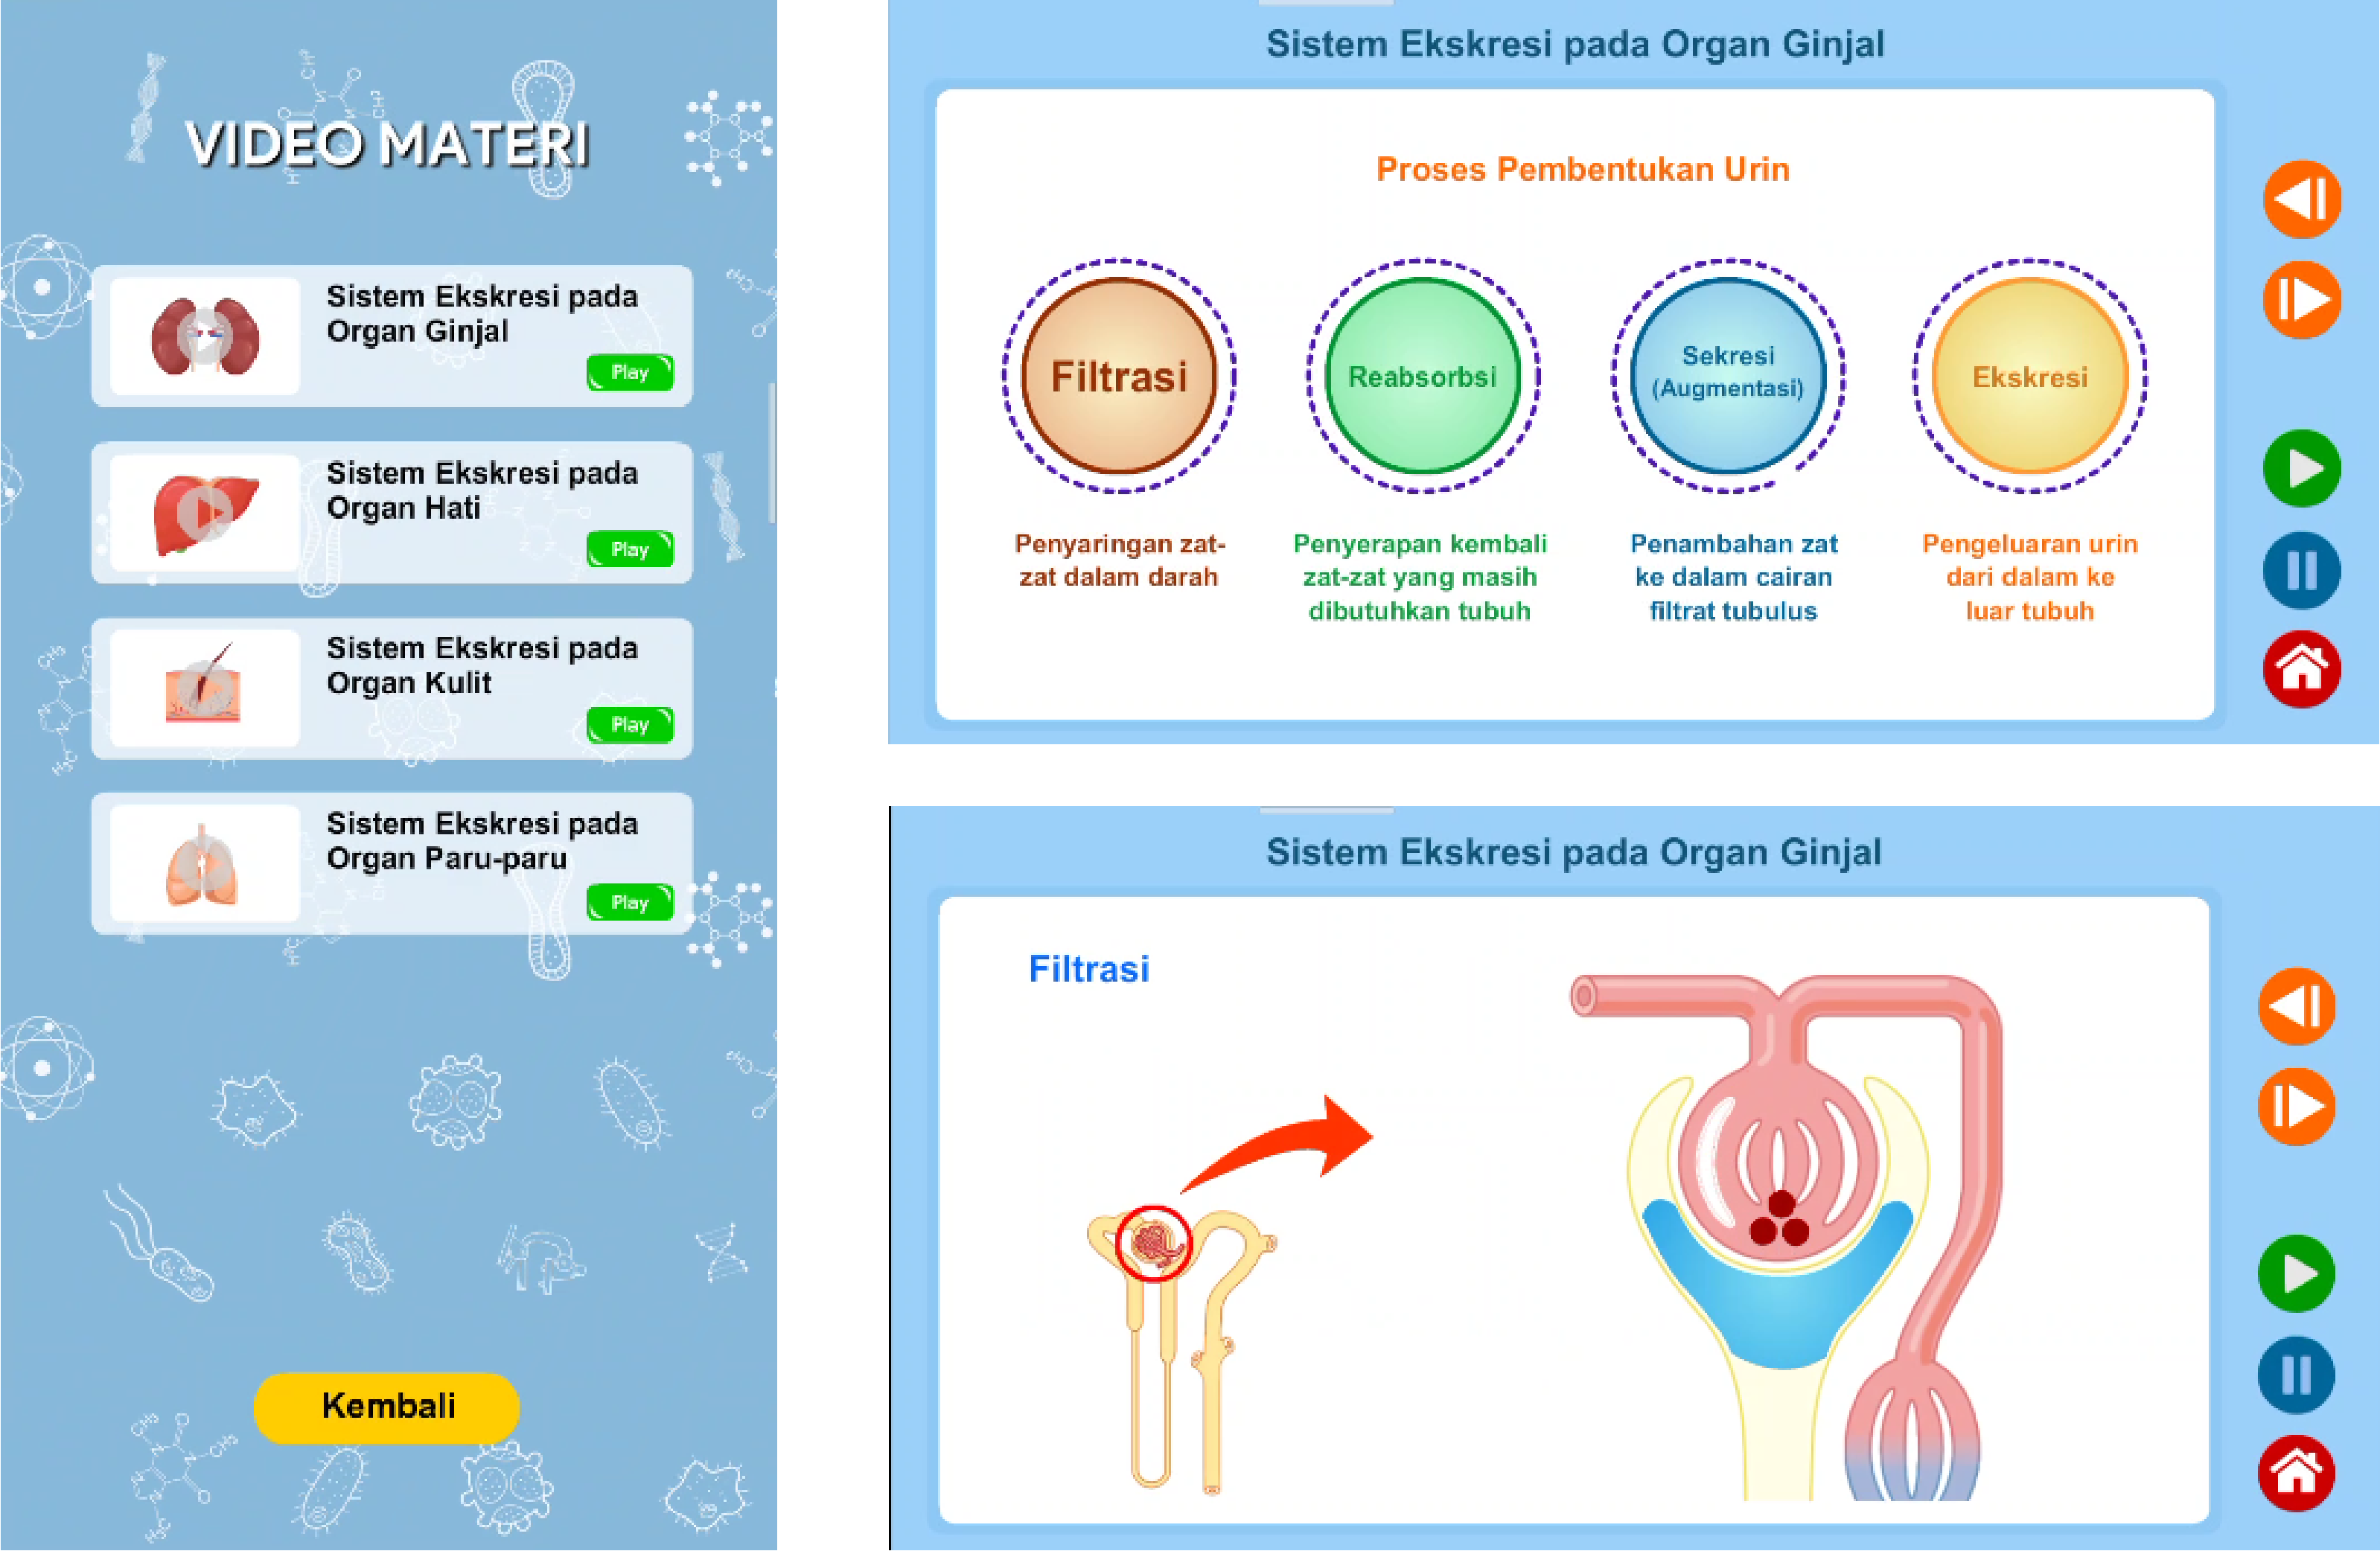 VIDEO MATERI
Sistem Ekskresi pada
Organ Ginjal
Play
Sistem Ekskresi pada
Organ Hati
Play
Sistem Ekskresi pada
Organ Kulit
Play
Sistem Ekskresi pada
Organ Paru-paru
Play
Kembali
Sistem Ekskresi pada Organ Ginjal
Proses Pembentukan Urin
Filtrasi
Reabsorbsi
Sekresi
(Augmentasi)
Ekskresi
Penyaringan zat-
zat dalam darah
Penyerapan kembali
zat-zat yang masih
dibutuhkan tubuh
Penambahan zat
ke dalam cairan
filtrat tubulus
Pengeluaran urin
dari dalam ke
luar tubuh
Sistem Ekskresi pada Organ Ginjal
Filtrasi